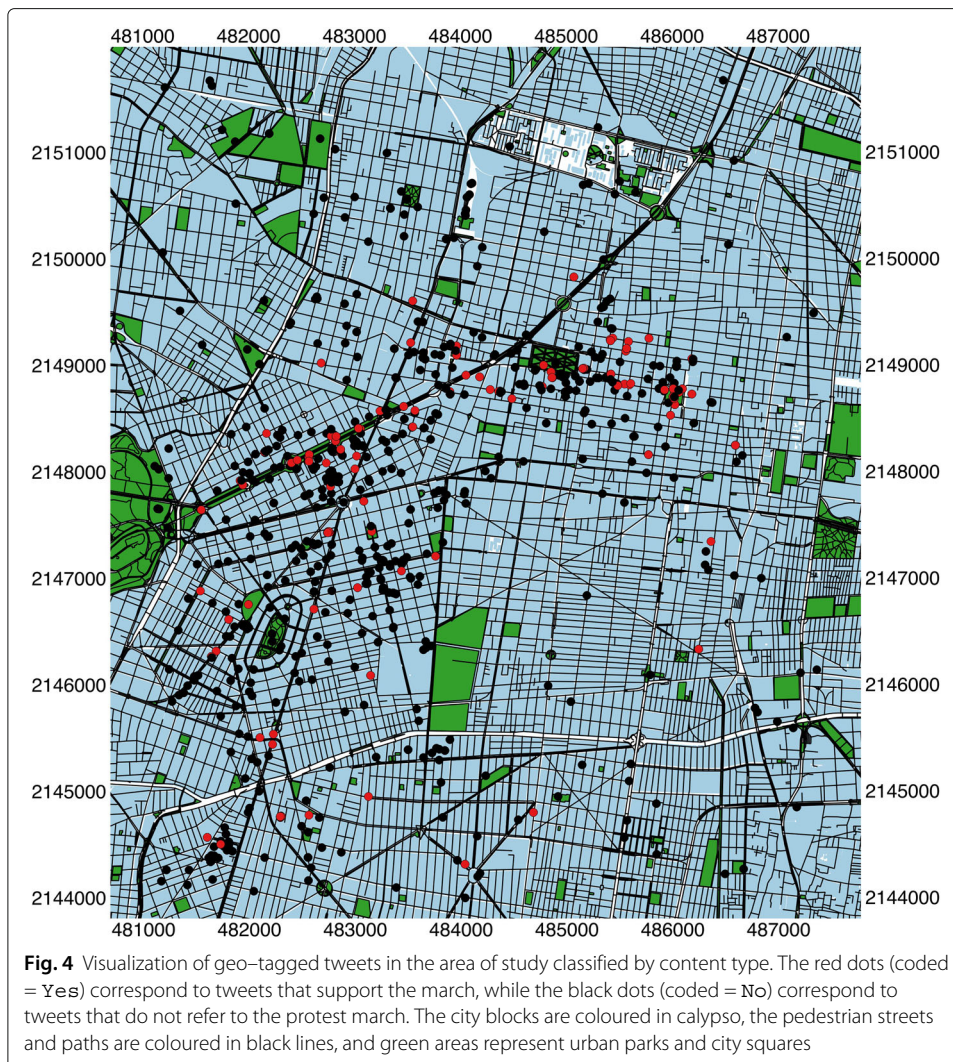 481000 482000 483000 484000 485000 486000 487000
2151000 2151000
2150000 2150000
2149000 2149000
2148000 2148000
2147000 2147000
2146000 2146000
2145000 2145000
2144000 2144000
481000 482000 483000 484000 485000 486000 487000
Fig. 4 Visualization of geo–tagged tweets in the area of study classified by content type. The red dots (coded
= Yes) correspond to tweets that support the march, while the black dots (coded = No) correspond to
tweets that do not refer to the protest march. The city blocks are coloured in calypso, the pedestrian streets
and paths are coloured in black lines, and green areas represent urban parks and city squares